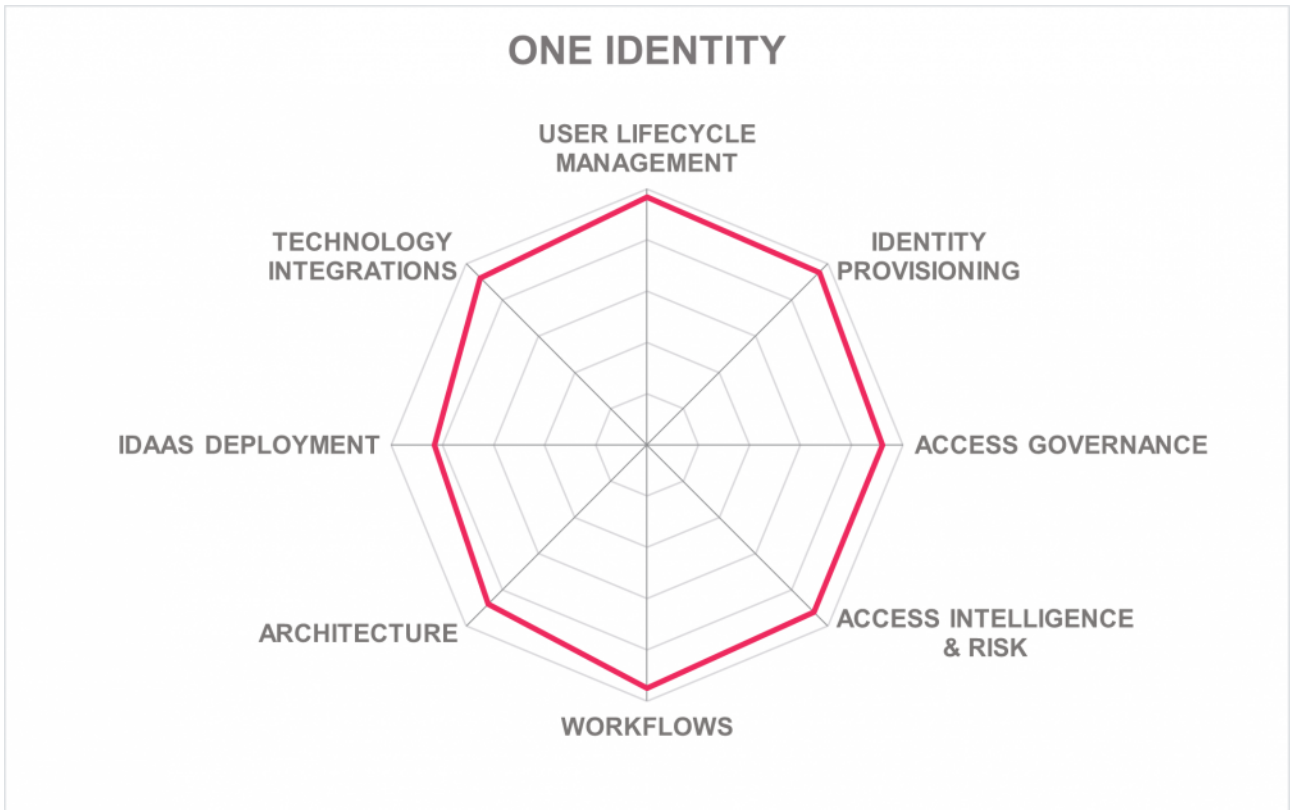 ONE IDENTITY
USER LIFECYCLE
MANAGEMENT
TECHNOLOGY
INTEGRATIONS
IDENTITY
PROVISIONING
IDAAS DEPLOYMENT
ACCESS GOVERNANCE
ARCHITECTURE
ACCESS INTELLIGENCE
& RISK
WORKFLOWS